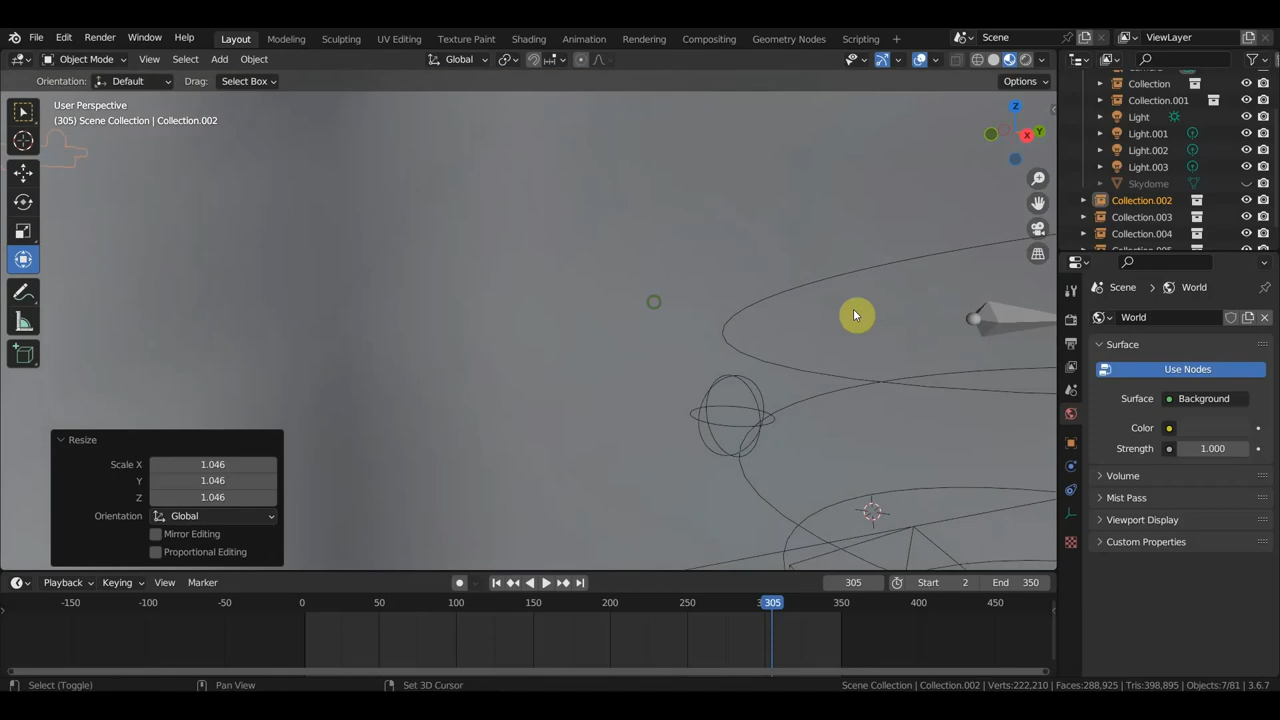 File Edit Render Window Help Layout Modeling Sculpting UV Editing Texture Paint Shading Animation Rendering Compositing Geometry Nodes Scripting + Scene ViewLayer
Object Mode View Select Add Object Global
Orientation: Default Drag: Select Box Options
User Perspective
(305) Scene Collection | Collection.002
X Y Z
Collection
Collection.001
Light
Light.001
Light.002
Light.003
Skydome
Collection.002
Collection.003
Collection.004
Scene > World
World
Surface
Use Nodes
Surface Background
Color
Strength 1.000
Volume
Mist Pass
Viewport Display
Custom Properties
Resize
Scale X 1.046
Y 1.046
Z 1.046
Orientation Global
Mirror Editing
Proportional Editing
Playback Keying View Marker 305 Start 2 End 350
-150 -100 -50 0 50 100 150 200 250 305 350 400 450
Select (Toggle) Pan View Set 3D Cursor Scene Collection | Collection.002 | Verts:222,210 | Faces:288,925 | Tris:398,895 | Objects:7/81 | 3.6.7